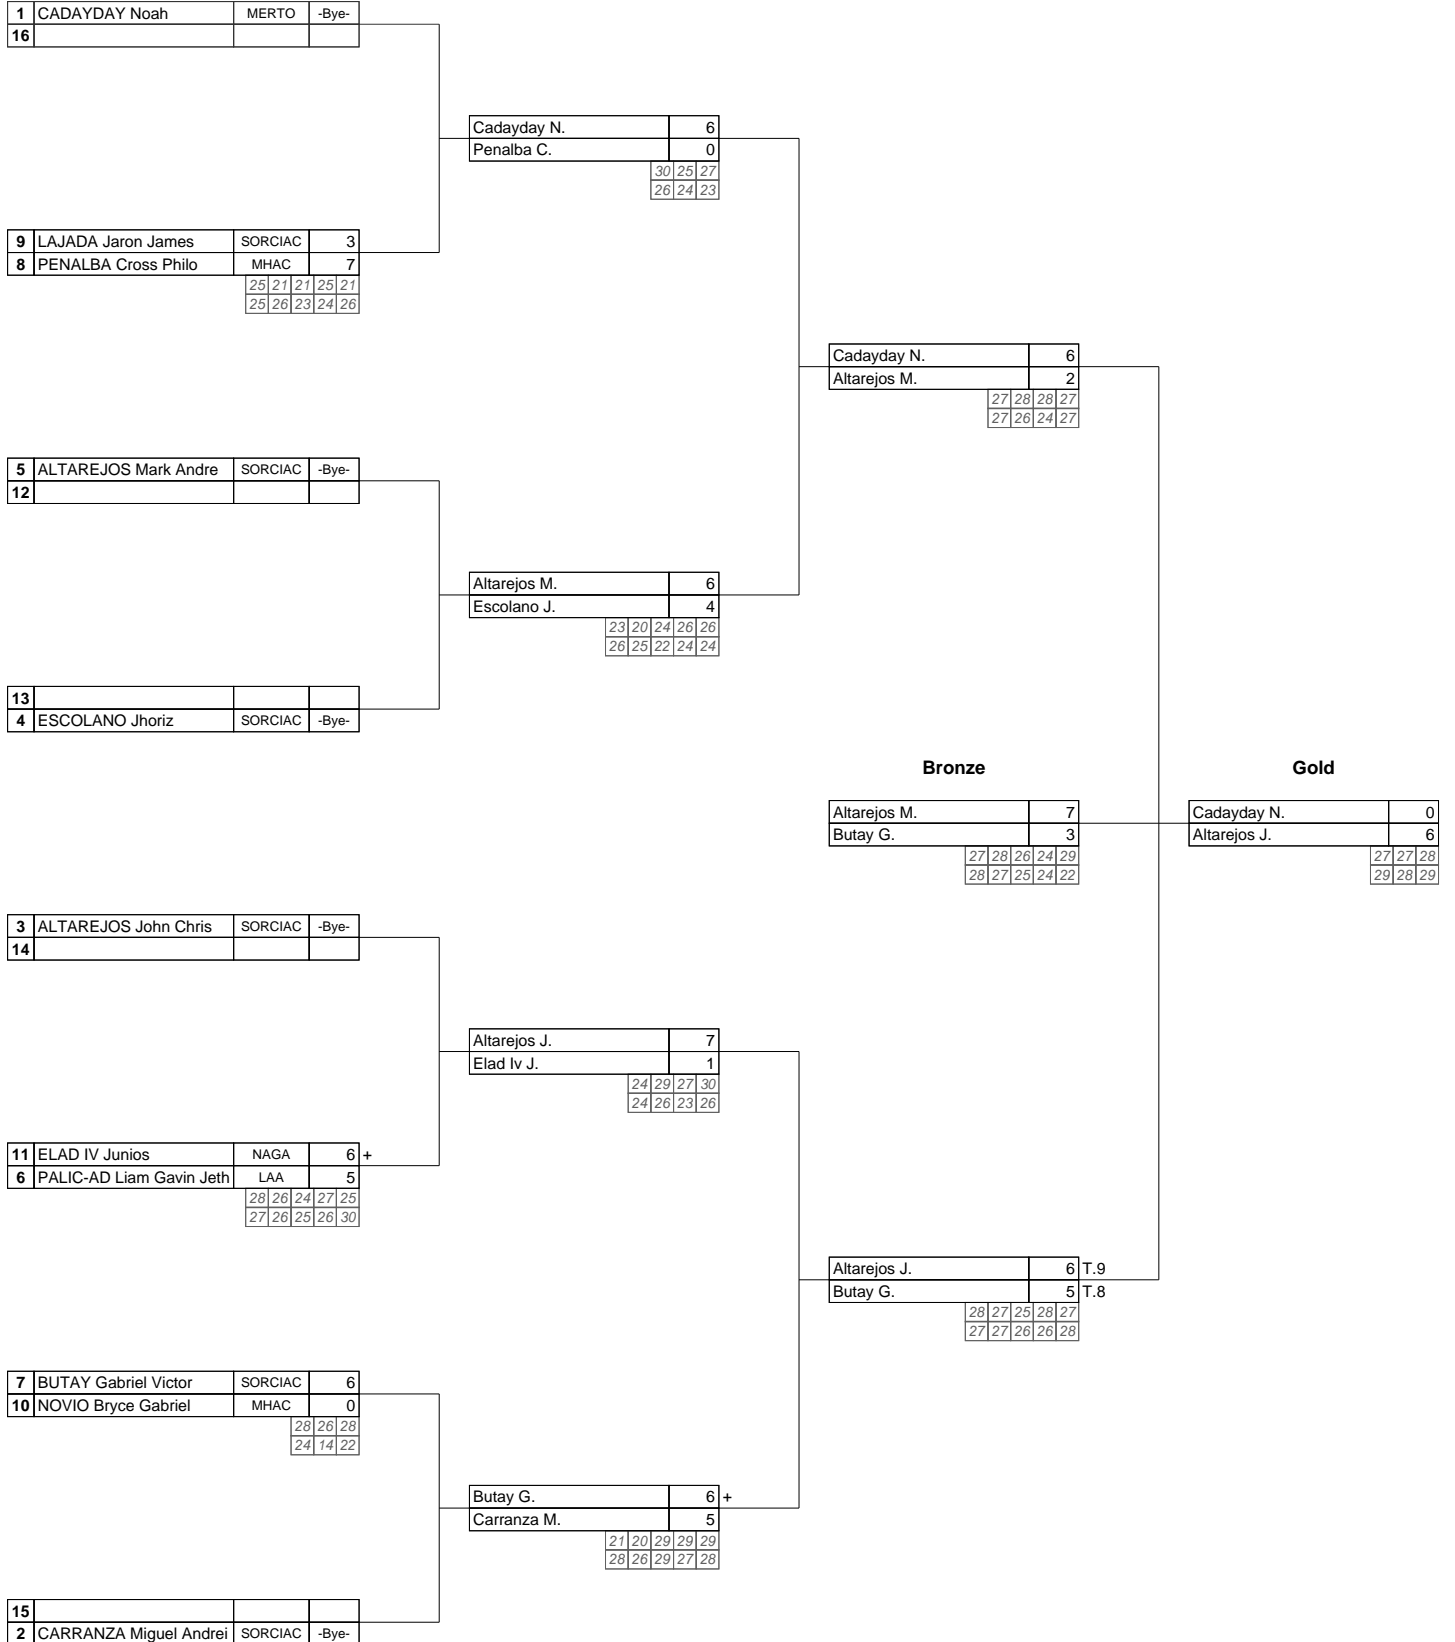 1 CADAYDAY Noah MERTO -Bye-
16
Cadayday N. 6
Penalba C. 0
30 25 27
26 24 23
9 LAJADA Jaron James SORCIAC 3
8 PENALBA Cross Philo MHAC 7
25 21 21 25 21
25 26 23 24 26
Cadayday N. 6
Altarejos M. 2
27 28 28 27
27 26 24 27
5 ALTAREJOS Mark Andre SORCIAC -Bye-
12
Altarejos M. 6
Escolano J. 4
23 20 24 26 26
26 25 22 24 24
13
4 ESCOLANO Jhoriz SORCIAC -Bye-
Bronze Gold
Altarejos M. 7 Cadayday N. 0
Butay G. 3 Altarejos J. 6
27 28 26 24 29 27 27 28
28 27 25 24 22 29 28 29
3 ALTAREJOS John Chris SORCIAC -Bye-
14
Altarejos J. 7
Elad Iv J. 1
24 29 27 30
24 26 23 26
11 ELAD IV Junios NAGA 6 +
6 PALIC-AD Liam Gavin Jeth LAA 5
28 26 24 27 25
27 26 25 26 30
Altarejos J. 6 T.9
Butay G. 5 T.8
28 27 25 28 27
27 27 26 26 28
7 BUTAY Gabriel Victor SORCIAC 6
10 NOVIO Bryce Gabriel MHAC 0
28 26 28
24 14 22
Butay G. 6 +
Carranza M. 5
21 20 29 29 29
28 26 29 27 28
15
2 CARRANZA Miguel Andrei SORCIAC -Bye-